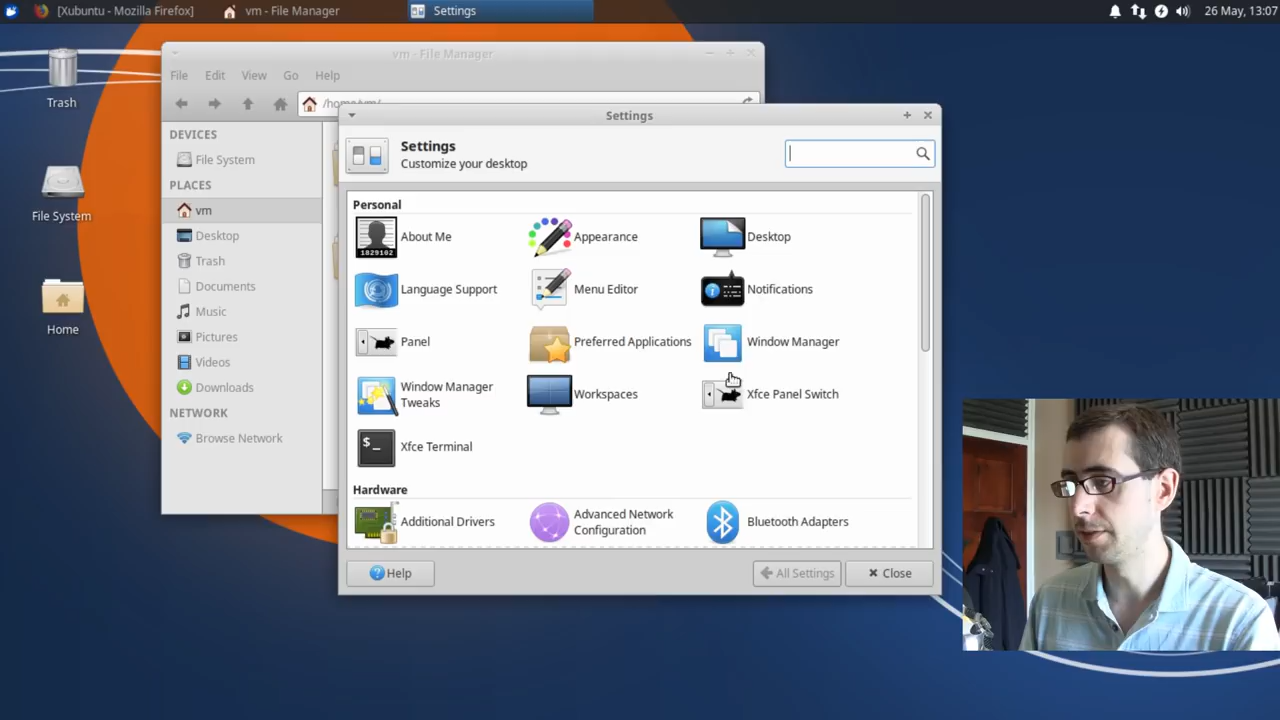 [Xubuntu - Mozilla Firefox]
vm - File Manager
Settings
26 May, 13:07
Trash
File System
Home
vm - File Manager
File Edit View Go Help
/home/vm/
DEVICES
File System
PLACES
vm
Desktop
Trash
Documents
Music
Pictures
Videos
Downloads
NETWORK
Browse Network
Settings
Settings
Customize your desktop
Personal
About Me
Appearance
Desktop
Language Support
Menu Editor
Notifications
Panel
Preferred Applications
Window Manager
Window Manager
Tweaks
Workspaces
Xfce Panel Switch
Xfce Terminal
Hardware
Additional Drivers
Advanced Network
Configuration
Bluetooth Adapters
Help
All Settings
Close
1829102
$_